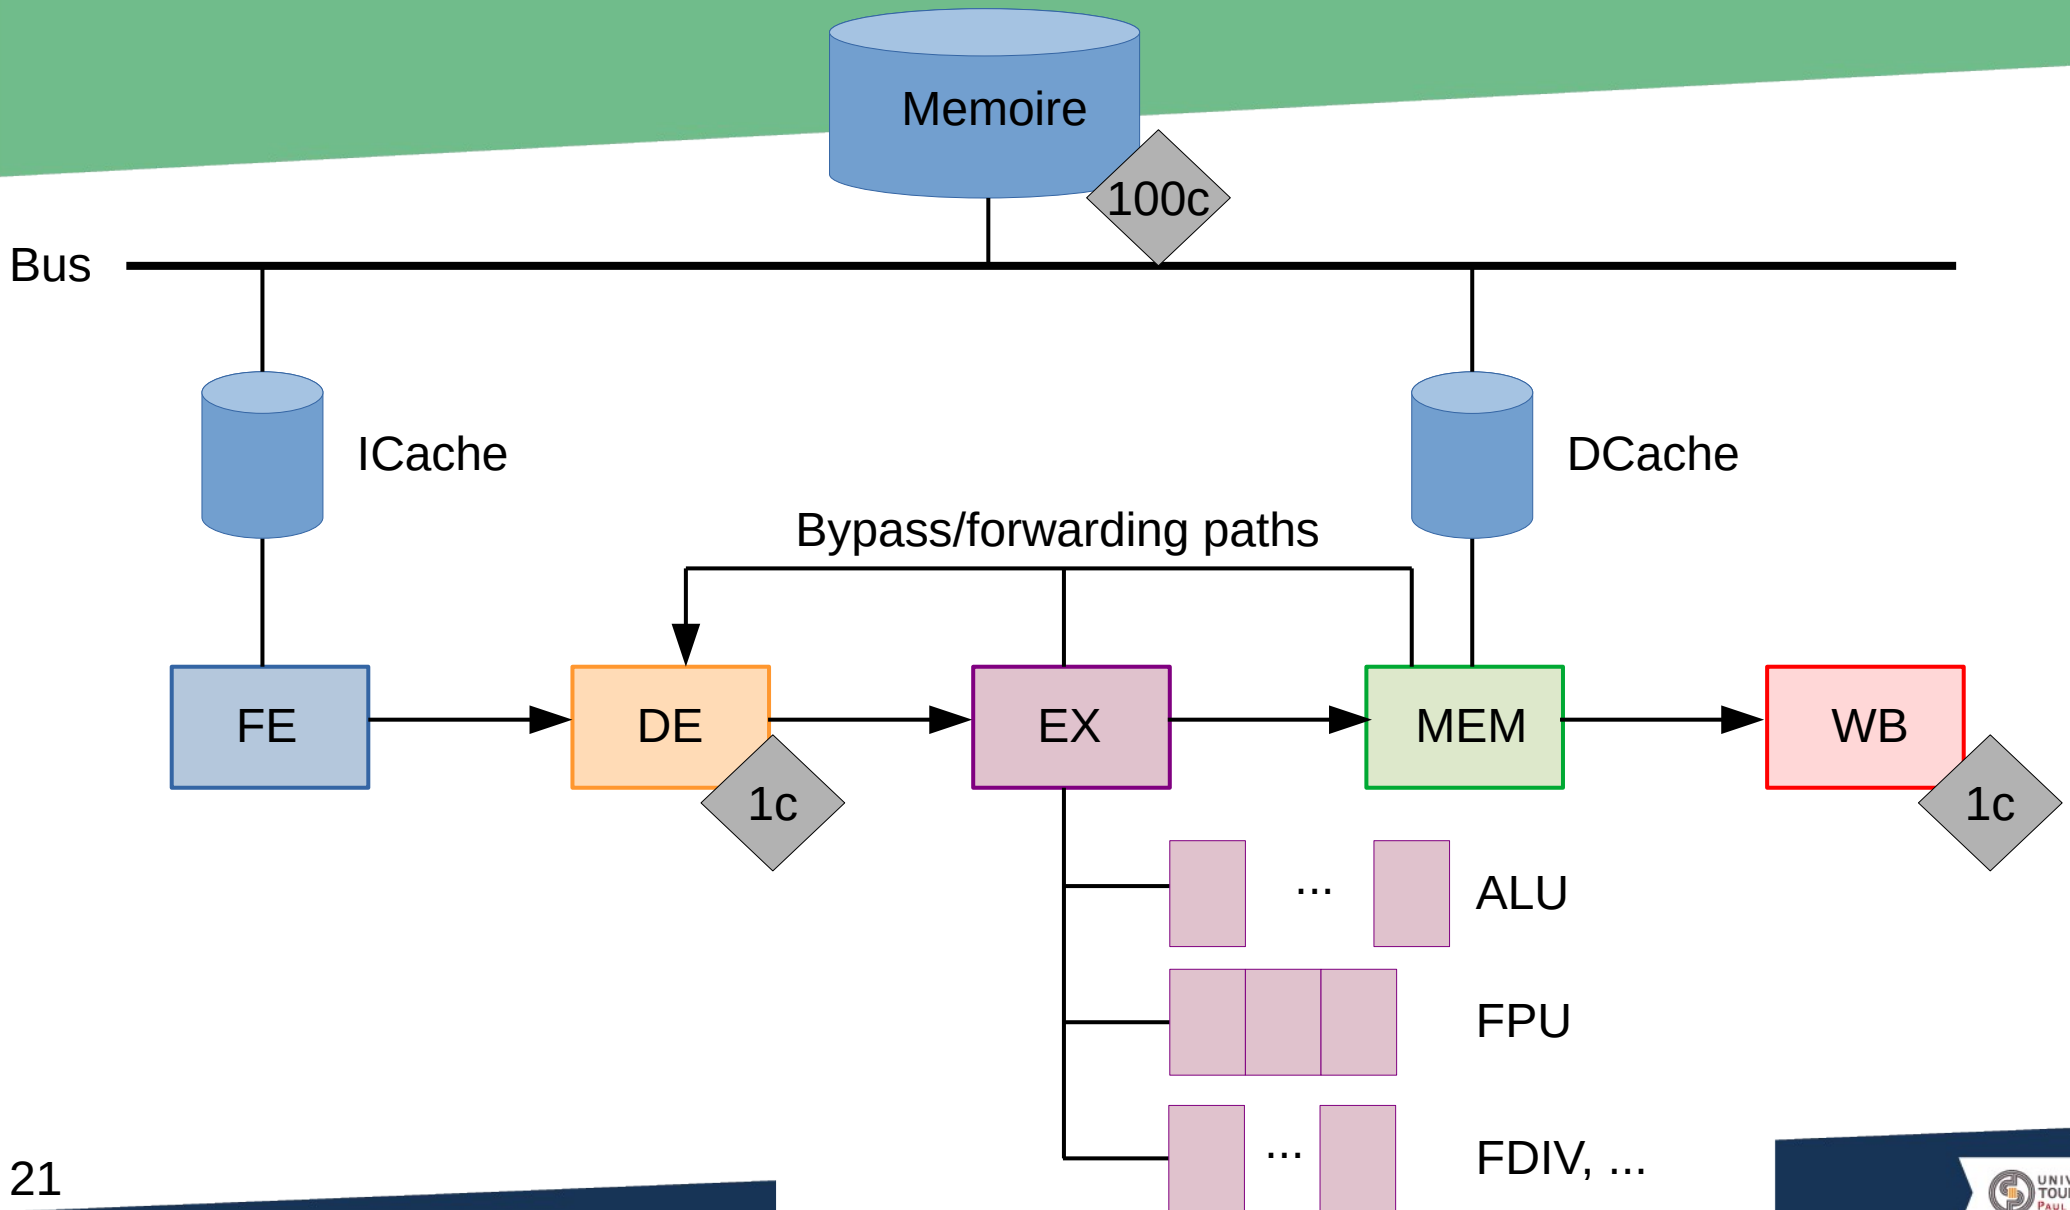 Memoire
100c
Bus
ICache
DCache
Bypass/forwarding paths
FE
DE
EX
MEM
WB
1c
1c
... ALU
FPU
... FDIV, ...
21